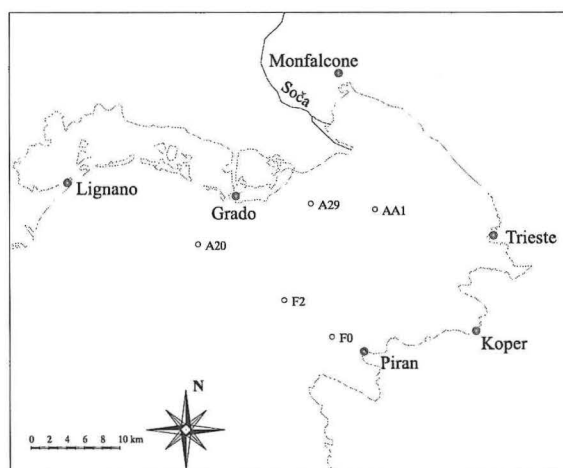 Monfalcone
Soča
Lignano
Grado
A29
AA1
Trieste
A20
F2
F0
Koper
Piran
N
0 2 4 6 8 10 km